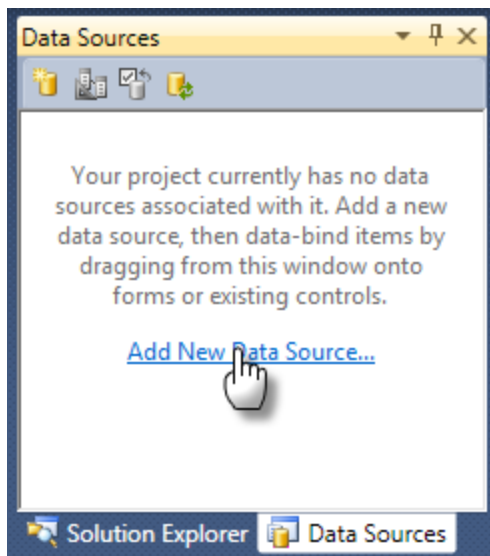 Data Sources
Your project currently has no data
sources associated with it. Add a new
data source, then data-bind items by
dragging from this window onto
forms or existing controls.
Add New Data Source...
Solution Explorer Data Sources